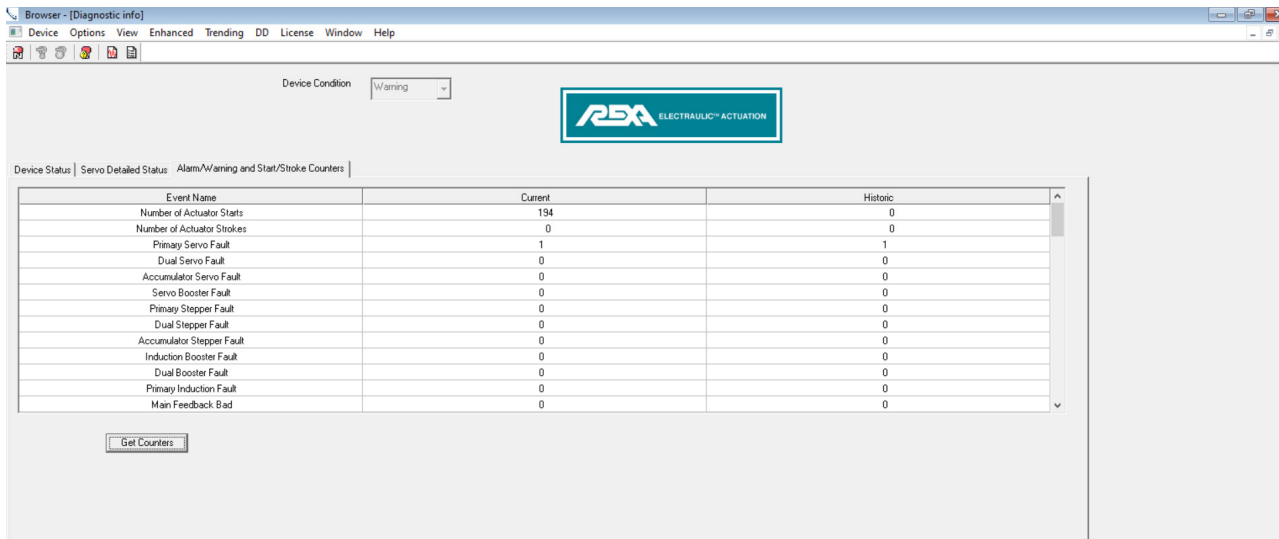 Browser - [Diagnostic info]
Device Options View Enhanced Trending DD License Window Help
Device Condition Warning
REXA ELECTRAULIC™ ACTUATION
Device Status Servo Detailed Status Alarm/Warning and Start/Stroke Counters
Event Name Current Historic
Number of Actuator Starts 194 0
Number of Actuator Strokes 0 0
Primary Servo Fault 1 1
Dual Servo Fault 0 0
Accumulator Servo Fault 0 0
Servo Booster Fault 0 0
Primary Stepper Fault 0 0
Dual Stepper Fault 0 0
Accumulator Stepper Fault 0 0
Induction Booster Fault 0 0
Dual Booster Fault 0 0
Primary Induction Fault 0 0
Main Feedback Bad 0 0
Get Counters